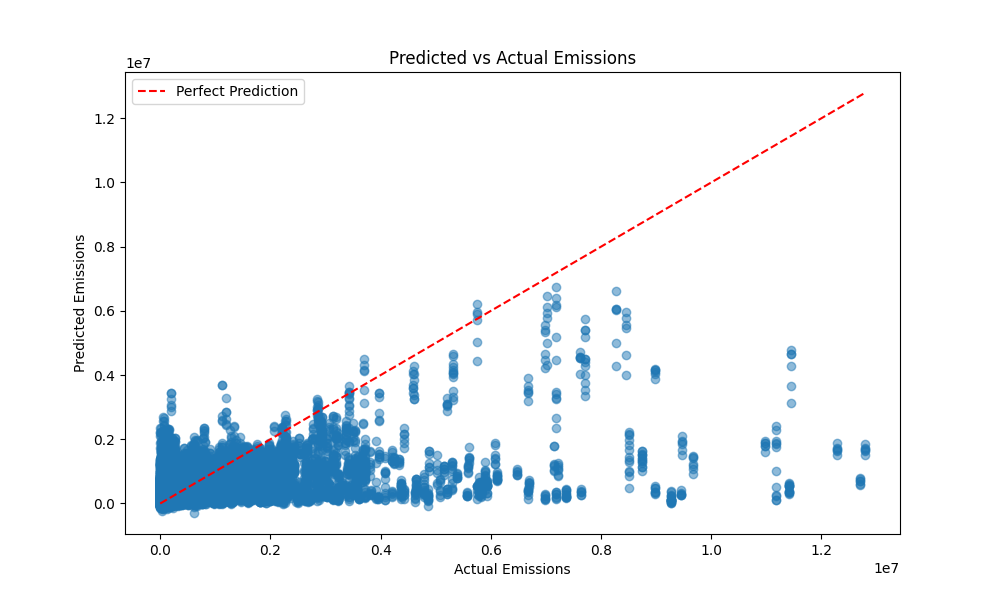 Predicted vs Actual Emissions
1e7
Perfect Prediction
1.2
1.0
0.8
0.6
0.4
0.2
0.0
Predicted Emissions
0.0 0.2 0.4 0.6 0.8 1.0 1.2
Actual Emissions
1e7